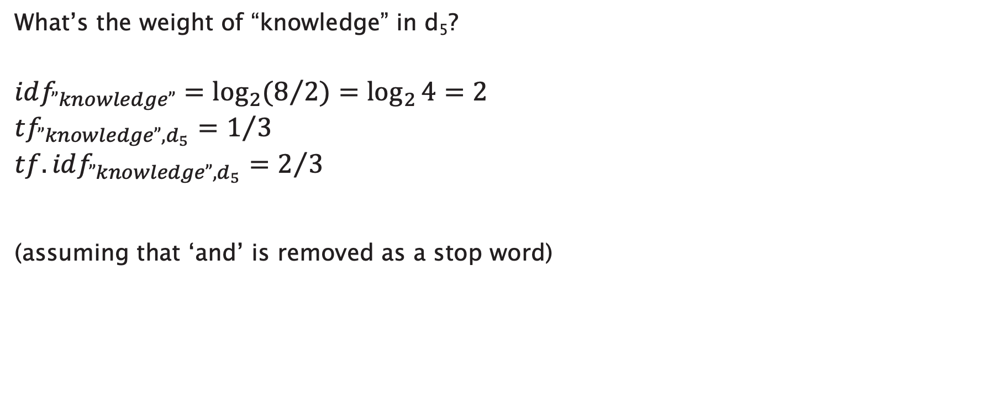 What’s the weight of “knowledge” in d₅?
idf”knowledge” = log₂(8/2) = log₂ 4 = 2
tf”knowledge”,d₅ = 1/3
tf.idf”knowledge”,d₅ = 2/3
(assuming that ‘and’ is removed as a stop word)